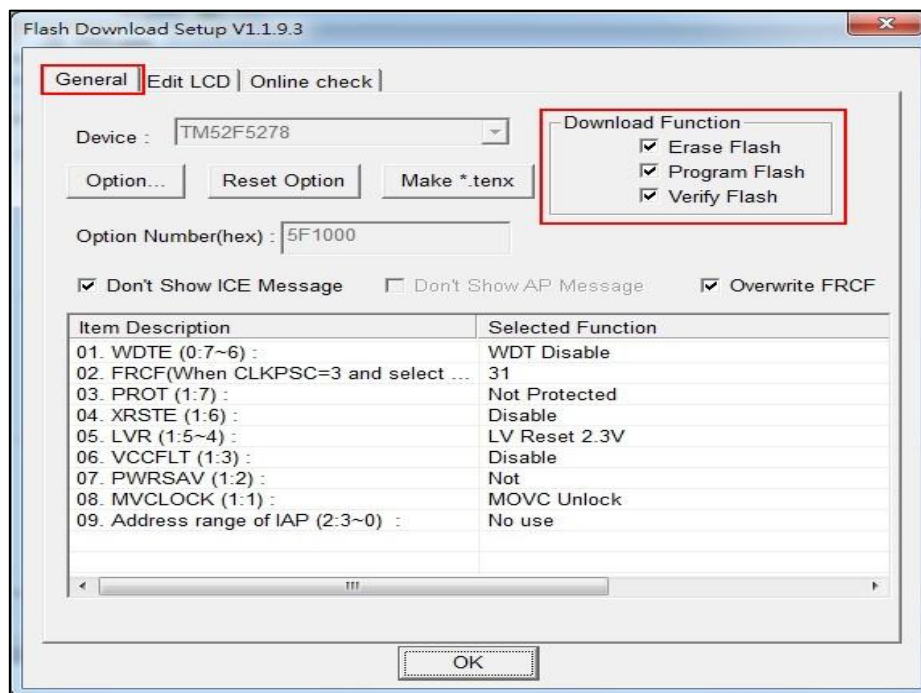 Flash Download Setup V1.1.9.3
General Edit LCD Online check
Device : TM52F5278
Download Function
Erase Flash
Program Flash
Verify Flash
Option... Reset Option Make *.tenx
Option Number(hex) : 5F1000
Don't Show ICE Message Don't Show AP Message Overwrite FRCF
Item Description Selected Function
01. WDTE (0:7~6) : WDT Disable
02. FRCF(When CLKPSC=3 and select ... 31
03. PROT (1:7) : Not Protected
04. XRSTE (1:6) : Disable
05. LVR (1:5~4) : LV Reset 2.3V
06. VCCFLT (1:3) : Disable
07. PWRSAV (1:2) : Not
08. MVCLOCK (1:1) : MOVC Unlock
09. Address range of IAP (2:3~0) : No use
OK